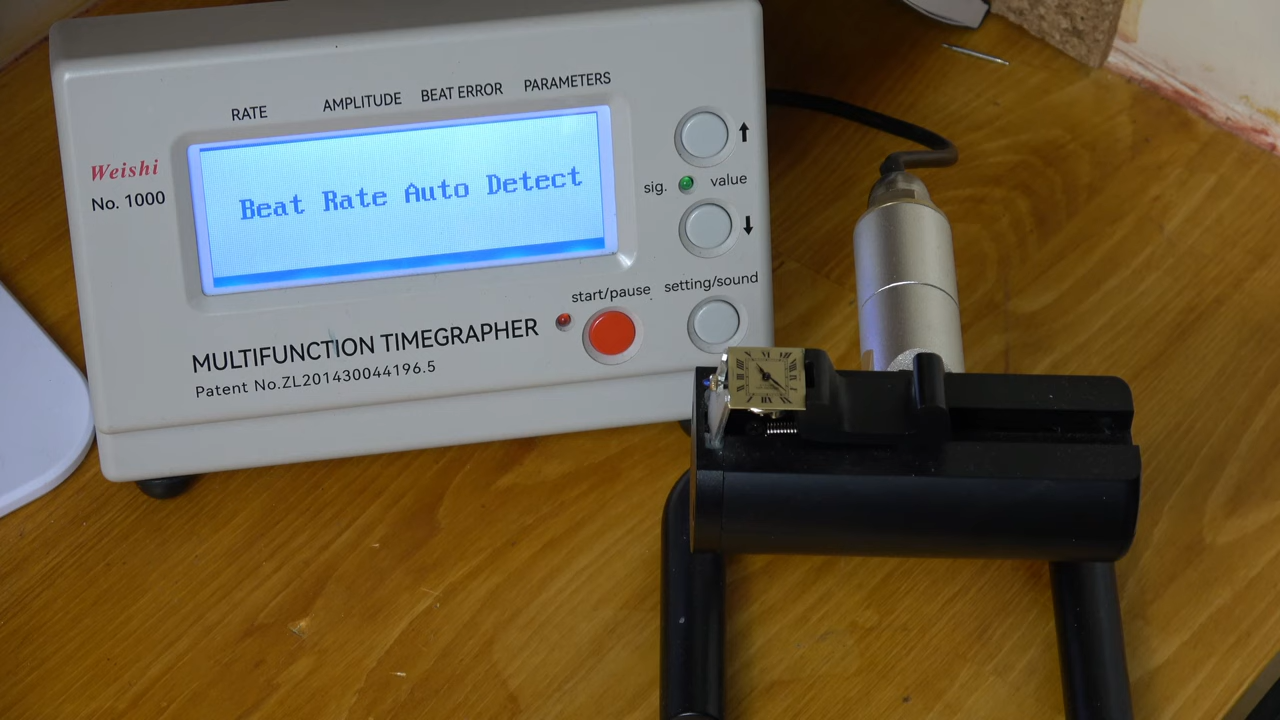 RATE AMPLITUDE BEAT ERROR PARAMETERS
Weishi
No. 1000
Beat Rate Auto Detect
sig. value
start/pause setting/sound
MULTIFUNCTION TIMEGRAPHER
Patent No.ZL201430044196.5